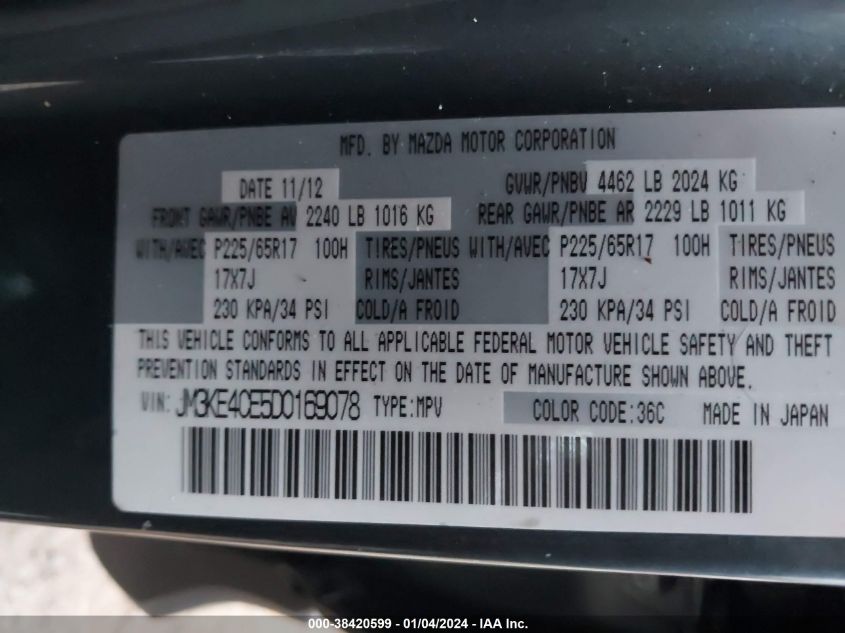 MFD. BY MAZDA MOTOR CORPORATION
DATE 11/12 GVWR/PNBV 4462 LB 2024 KG
FRONT GAWR/PNBE AV 2240 LB 1016 KG REAR GAWR/PNBE AR 2229 LB 1011 KG
WITH/AVEC P225/65R17 100H TIRES/PNEUS WITH/AVEC P225/65R17 100H TIRES/PNEUS
17X7J RIMS/JANTES 17X7J RIMS/JANTES
230 KPA/34 PSI COLD/A FROID 230 KPA/34 PSI COLD/A FROID
THIS VEHICLE CONFORMS TO ALL APPLICABLE FEDERAL MOTOR VEHICLE SAFETY AND THEFT
PREVENTION STANDARDS IN EFFECT ON THE DATE OF MANUFACTURE SHOWN ABOVE.
VIN: JM3KE4CE5D0169078 TYPE:MPV COLOR CODE:36C MADE IN JAPAN
000-38420599 - 01/04/2024 - IAA Inc.